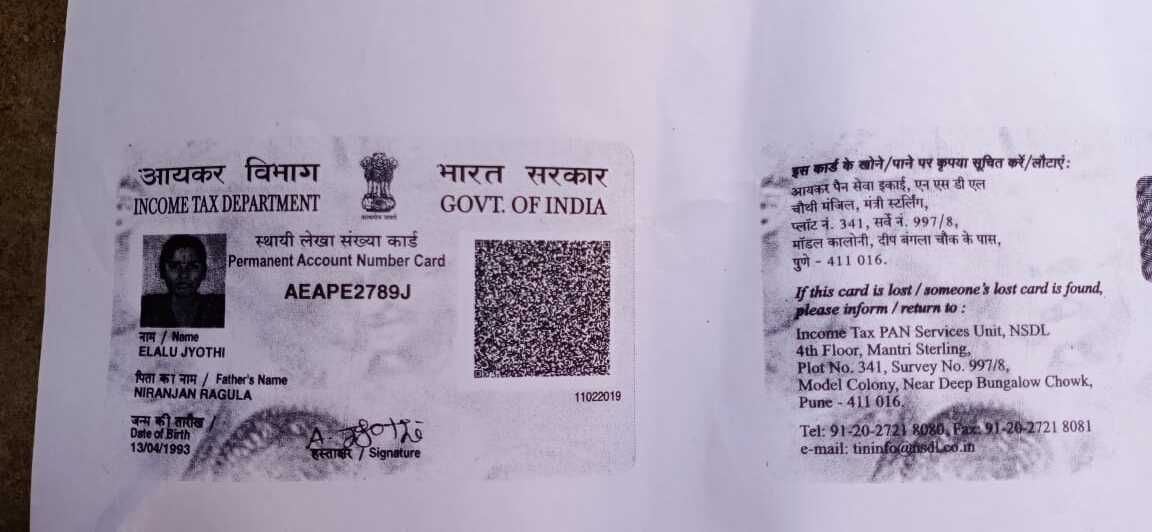 आयकर विभाग
INCOME TAX DEPARTMENT
भारत सरकार
GOVT. OF INDIA
स्थायी लेखा संख्या कार्ड
Permanent Account Number Card
AEAPE2789J
नाम / Name
ELALU JYOTHI
पिता का नाम / Father's Name
NIRANJAN RAGULA
जन्म की तारीख /
Date of Birth
13/04/1993
हस्ताक्षर / Signature
11022019
इस कार्ड के खोने/पाने पर कृपया सूचित करें/लौटाएं:
आयकर पैन सेवा इकाई, एन एस डी एल
चौथी मंजिल, मंत्री स्टर्लिंग,
प्लॉट नं. 341, सर्वे नं. 997/8,
मॉडल कालोनी, दीप बंगला चौक के पास,
पुणे - 411 016.
If this card is lost / someone's lost card is found,
please inform / return to :
Income Tax PAN Services Unit, NSDL
4th Floor, Mantri Sterling,
Plot No. 341, Survey No. 997/8,
Model Colony, Near Deep Bungalow Chowk,
Pune - 411 016.
Tel: 91-20-2721 8080, Fax: 91-20-2721 8081
e-mail: tininfo@nsdl.co.in